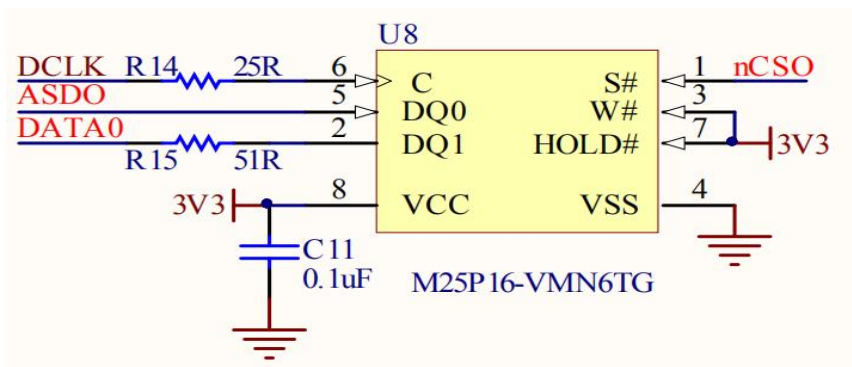 U8
DCLK R14 25R 6 C S# 1 nCSO
ASDO 5 DQ0 W# 3
DATA0 2 DQ1 HOLD# 7 3V3
R15 51R
3V3 8 VCC VSS 4
C11
0.1uF M25P16-VMN6TG